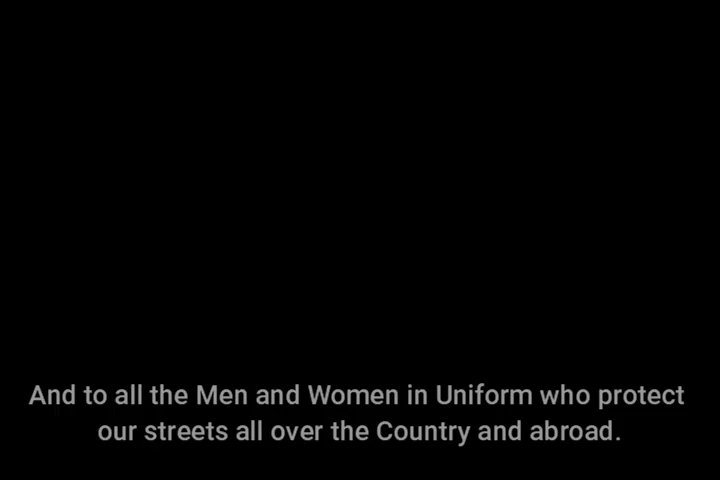 And to all the Men and Women in Uniform who protect
our streets all over the Country and abroad.